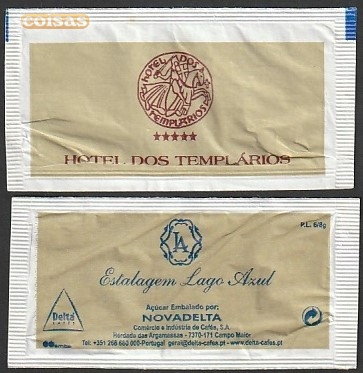 coisas
HOTEL DOS
TEMPLÁRIOS
HOTEL DOS TEMPLÁRIOS
LA
P.L. 6/8g
Estalagem Lago Azul
Açúcar Embalado por:
NOVADELTA
Comércio e Indústria de Cafés, S.A.
Herdade das Argamassas - 7370-171 Campo Maior
Tel. +351 268 680 000-Portugal geral@delta-cafes.pt - www.delta-cafes.pt
Delta
CAFÉS